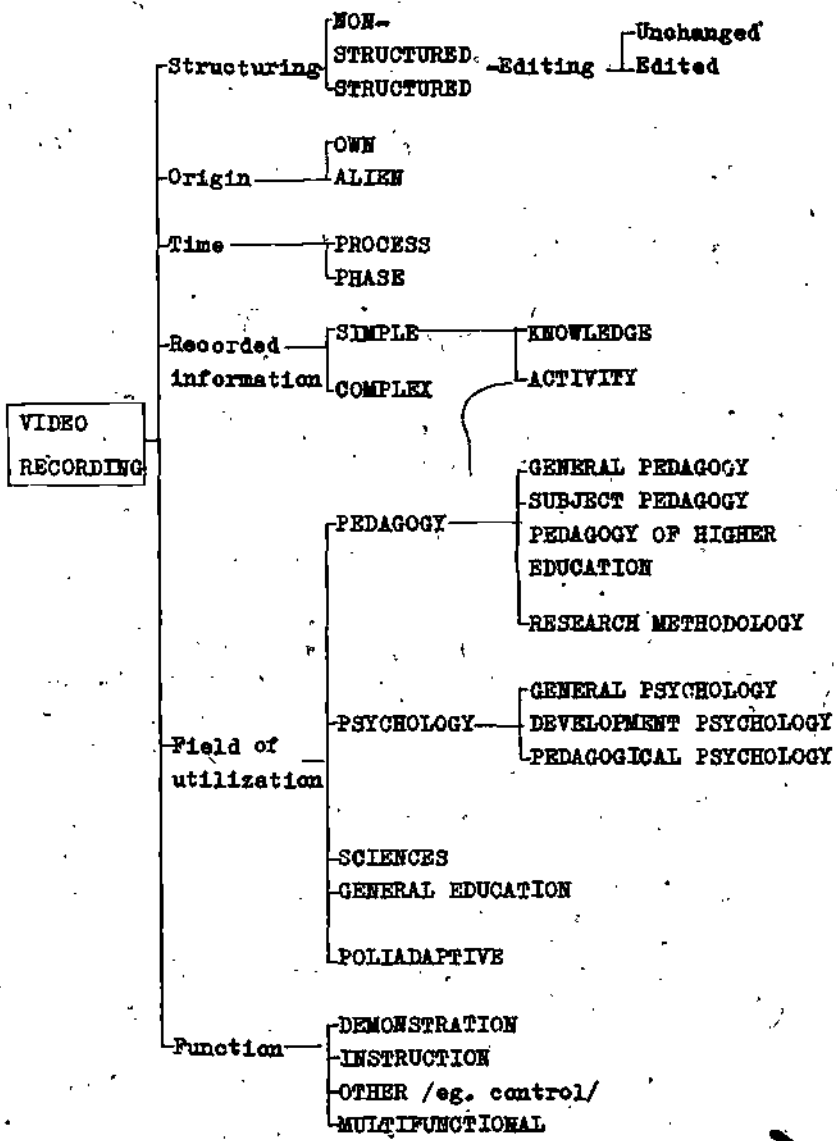 NON-
Structuring STRUCTURED -Editing Unchanged
STRUCTURED Edited
OWN
Origin ALIEN
Time PROCESS
PHASE
Recorded SIMPLE KNOWLEDGE
information COMPLEX ACTIVITY
VIDEO
RECORDING
GENERAL PEDAGOGY
SUBJECT PEDAGOGY
PEDAGOGY PEDAGOGY OF HIGHER
EDUCATION
RESEARCH METHODOLOGY
GENERAL PSYCHOLOGY
PSYCHOLOGY DEVELOPMENT PSYCHOLOGY
Field of PEDAGOGICAL PSYCHOLOGY
utilization
SCIENCES
GENERAL EDUCATION
POLIADAPTIVE
DEMONSTRATION
Function INSTRUCTION
OTHER /eg. control/
MULTIFUNCTIONAL